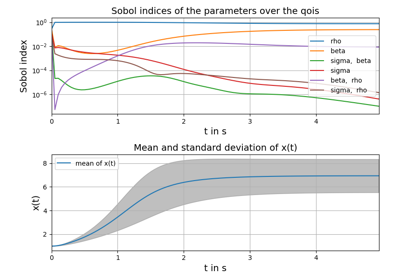 Sobol indices of the parameters over the qois
Sobol index
10⁰
10⁻²
10⁻⁴
10⁻⁶
rho
beta
sigma, beta
sigma
beta, rho
sigma, rho
0 1 2 3 4
t in s
Mean and standard deviation of x(t)
x(t)
8
6
4
2
mean of x(t)
0 1 2 3 4
t in s